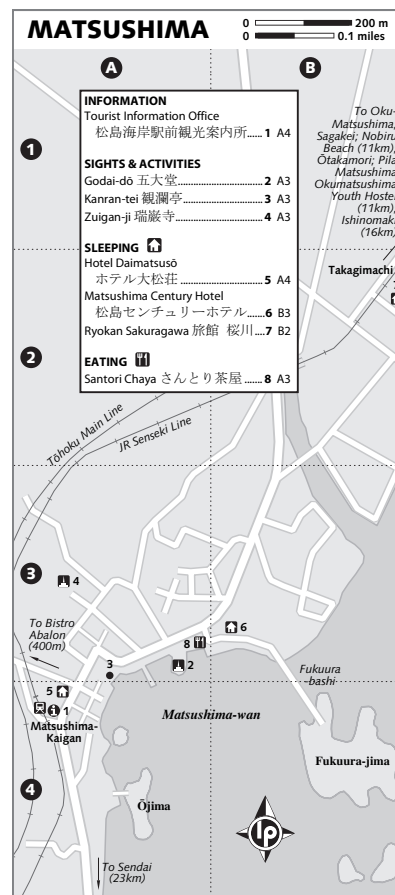 MATSUSHIMA
0 200 m
0 0.1 miles
A
B
INFORMATION
Tourist Information Office
松島海岸駅前観光案内所......1 A4
SIGHTS & ACTIVITIES
Godai-dō 五大堂......2 A3
Kanran-tei 観瀾亭......3 A3
Zuigan-ji 瑞巌寺......4 A3
SLEEPING
Hotel Daimatsusō
ホテル大松荘......5 A4
Matsushima Century Hotel
松島センチュリーホテル......6 B3
Ryokan Sakuragawa 旅館 桜川....7 B2
EATING
Santori Chaya さんとり茶屋......8 A3
1
To Oku-
Matsushima;
Sagakei; Nobiru
Beach (11km);
Ōtakamori; Pila
Matsushima
Okumatsushima
Youth Hostel
(11km);
Ishinomaki
(16km)
Takagimachi
2
Tōhoku Main Line
JR Senseki Line
3
4
To Bistro
Abalon
(400m)
6
8
2
3
Fukuura
-bashi
5
1
Matsushima-
Kaigan
Matsushima-wan
4
Fukuura-jima
Ōjima
lp
To Sendai
(23km)